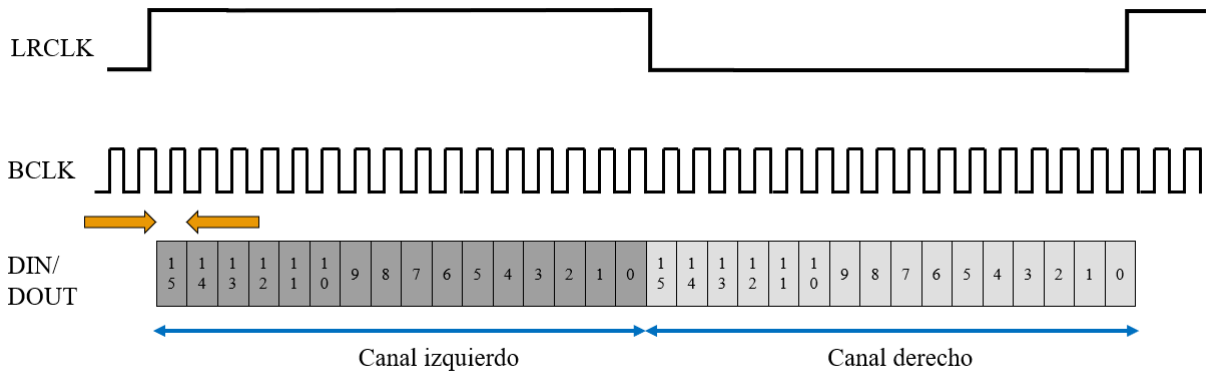 LRCLK
BCLK
DIN/
DOUT
15 14 13 12 11 10 9 8 7 6 5 4 3 2 1 0 15 14 13 12 11 10 9 8 7 6 5 4 3 2 1 0
Canal izquierdo
Canal derecho